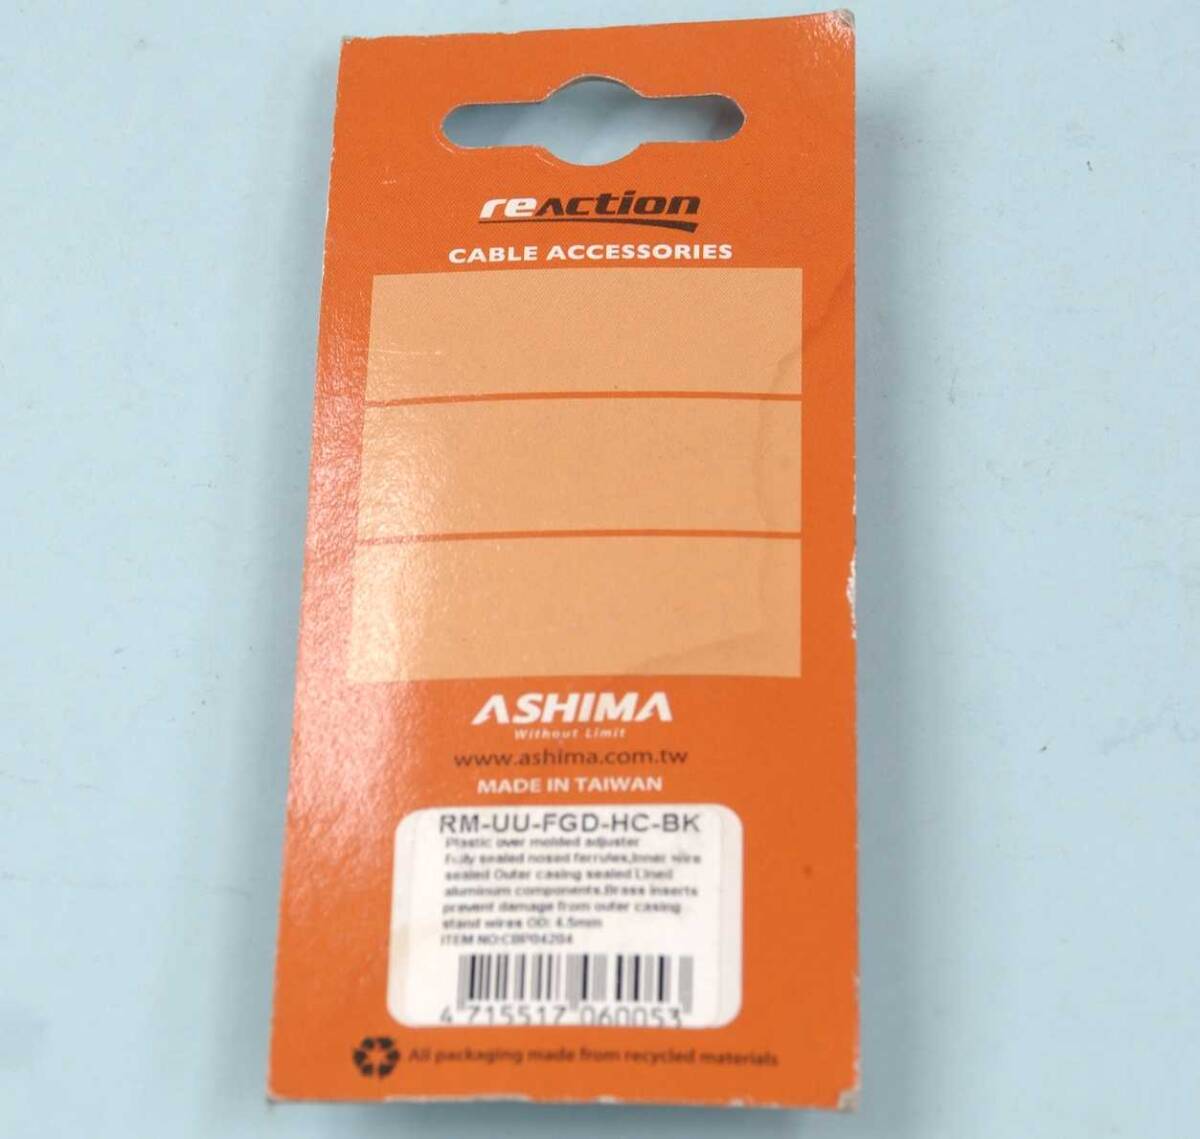 reaction
CABLE ACCESSORIES
ASHIMA
Without Limit
www.ashima.com.tw
MADE IN TAIWAN
RM-UU-FGD-HC-BK
Plastic over molded adjuster
Fully sealed nosed ferrules,Inner wire
sealed Outer casing sealed Lined
aluminum components.Brass inserts
prevent damage from outer casing
stand wires OD: 4.5mm
ITEM NO:CBP04204
4 715517 060053
All packaging made from recycled materials